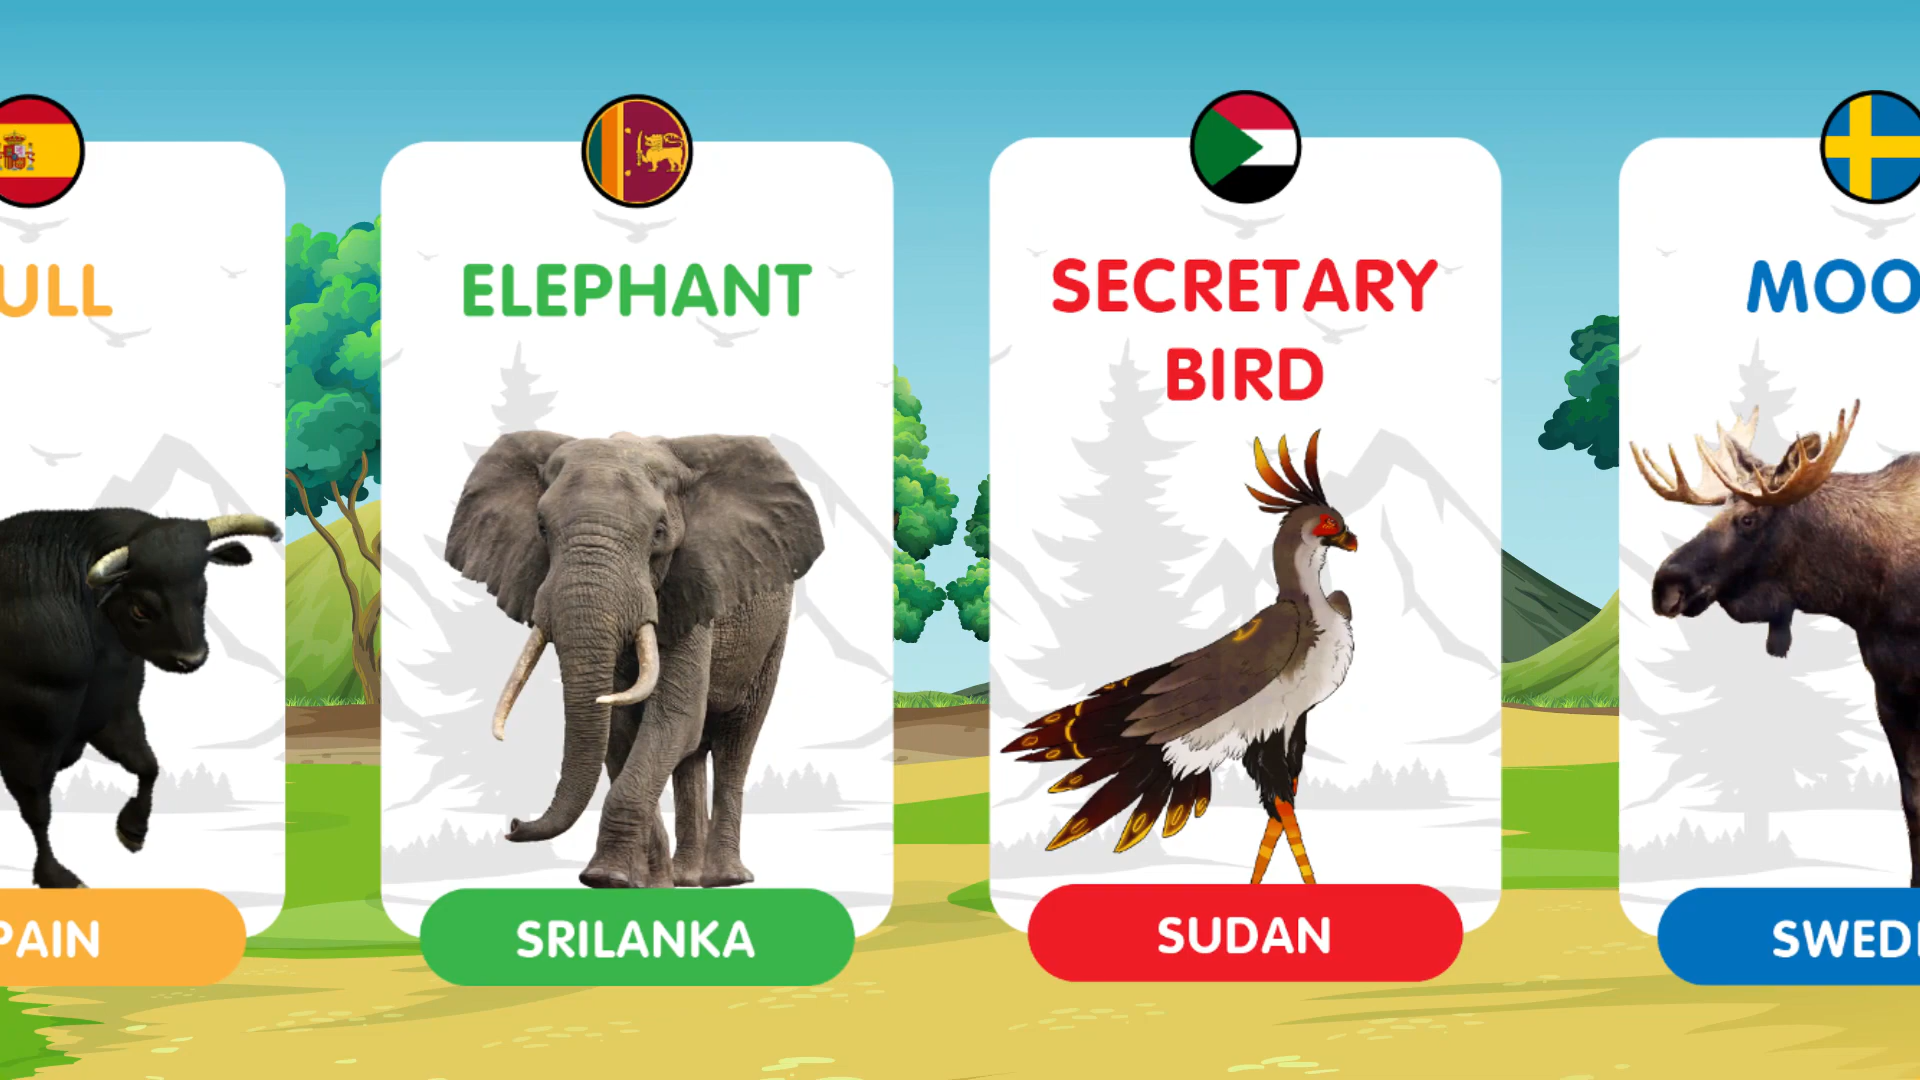 ULL
PAIN
ELEPHANT
SRILANKA
SECRETARY
BIRD
SUDAN
MOO
SWED